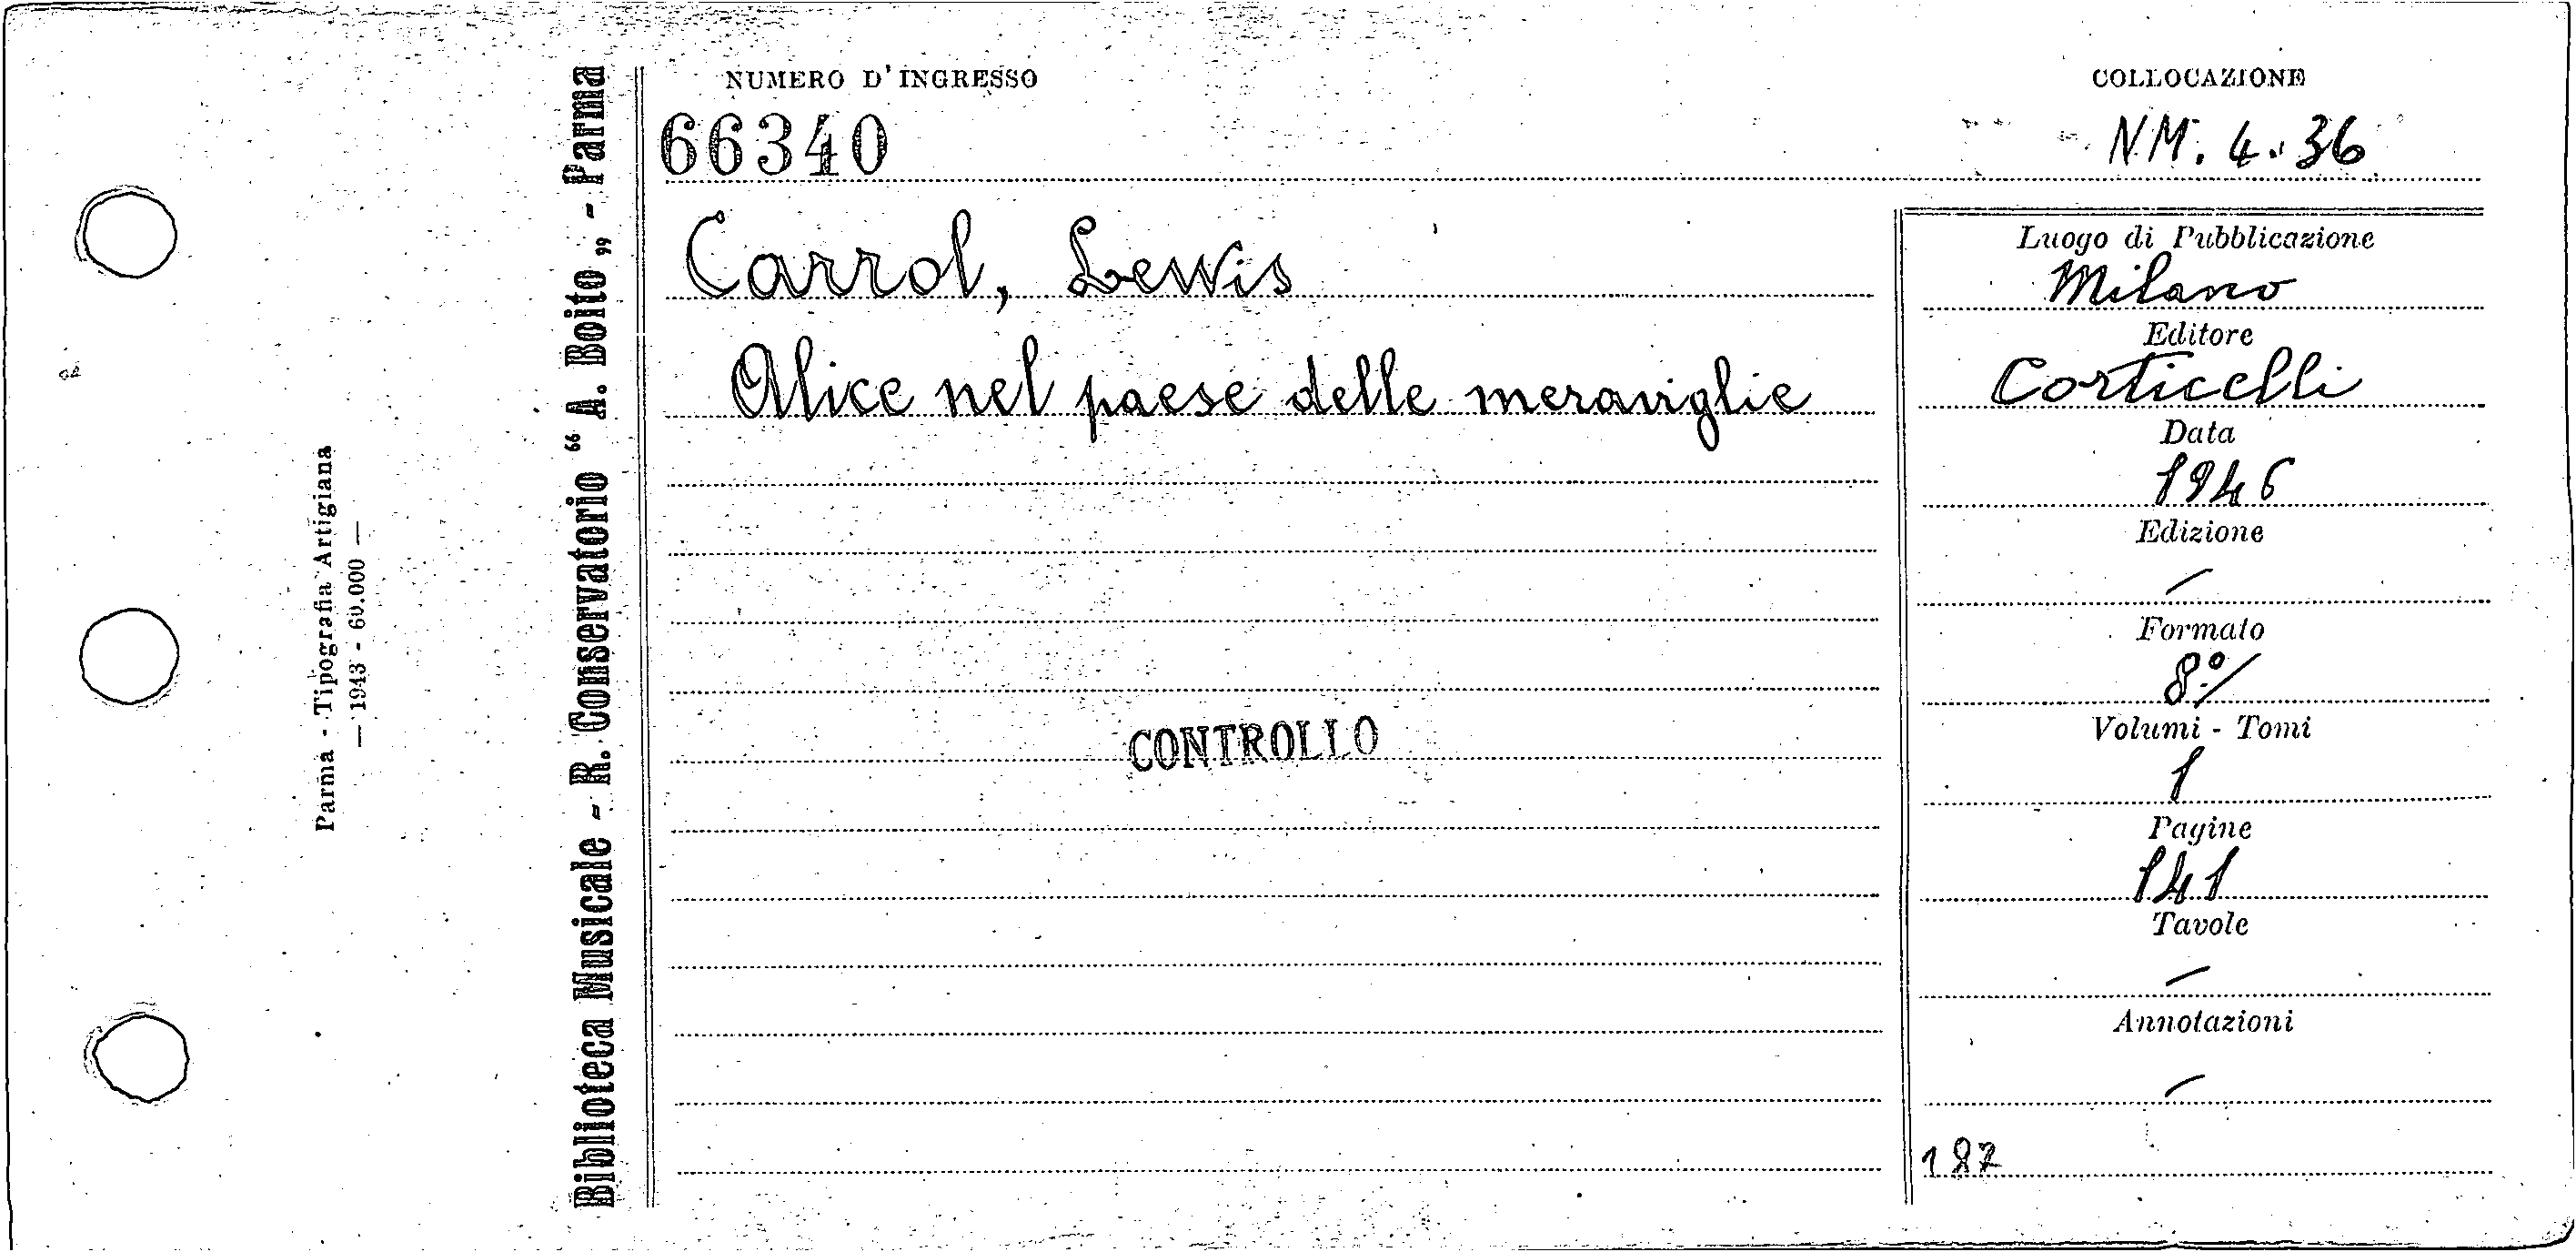 Parma - Tipografia Artigiana
— 1943 - 60.000 —
Biblioteca Musicale - R. Conservatorio “ A. Boito „ - Parma
NUMERO D'INGRESSO
66340
COLLOCAZIONE
N.M. 4. 36
Carrol, Lewis
Alice nel paese delle meraviglie
CONTROLLO
Luogo di Pubblicazione
Milano
Editore
Corticelli
Data
1946
Edizione
/
Formato
8º/
Volumi - Tomi
1
Pagine
141
Tavole
/
Annotazioni
/
187